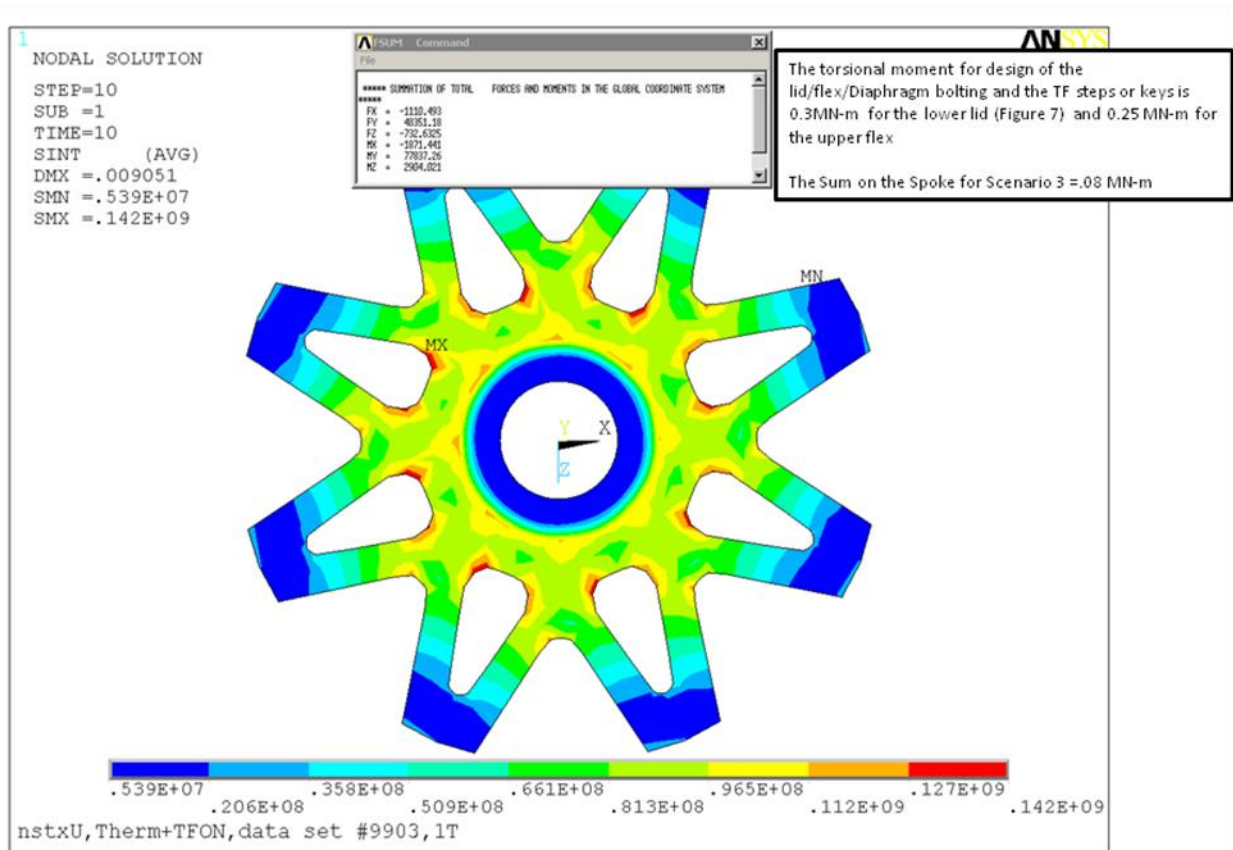 1
NODAL SOLUTION
STEP=10
SUB =1
TIME=10
SINT (AVG)
DMX =.009051
SMN =.539E+07
SMX =.142E+09
FSUM Command
File
***** SUMMATION OF TOTAL FORCES AND MOMENTS IN THE GLOBAL COORDINATE SYSTEM
*****
FX = -1110.493
FY = 48351.18
FZ = -732.6325
MX = -1871.441
MY = 77837.26
MZ = 2904.021
ANSYS
The torsional moment for design of the
lid/flex/Diaphragm bolting and the TF steps or keys is
0.3MN-m for the lower lid (Figure 7) and 0.25 MN-m for
the upper flex
The Sum on the Spoke for Scenario 3 =.08 MN-m
MN
MX
Y X
Z
.539E+07 .358E+08 .661E+08 .965E+08 .127E+09
.206E+08 .509E+08 .813E+08 .112E+09 .142E+09
nstxU,Therm+TFON,data set #9903,1T